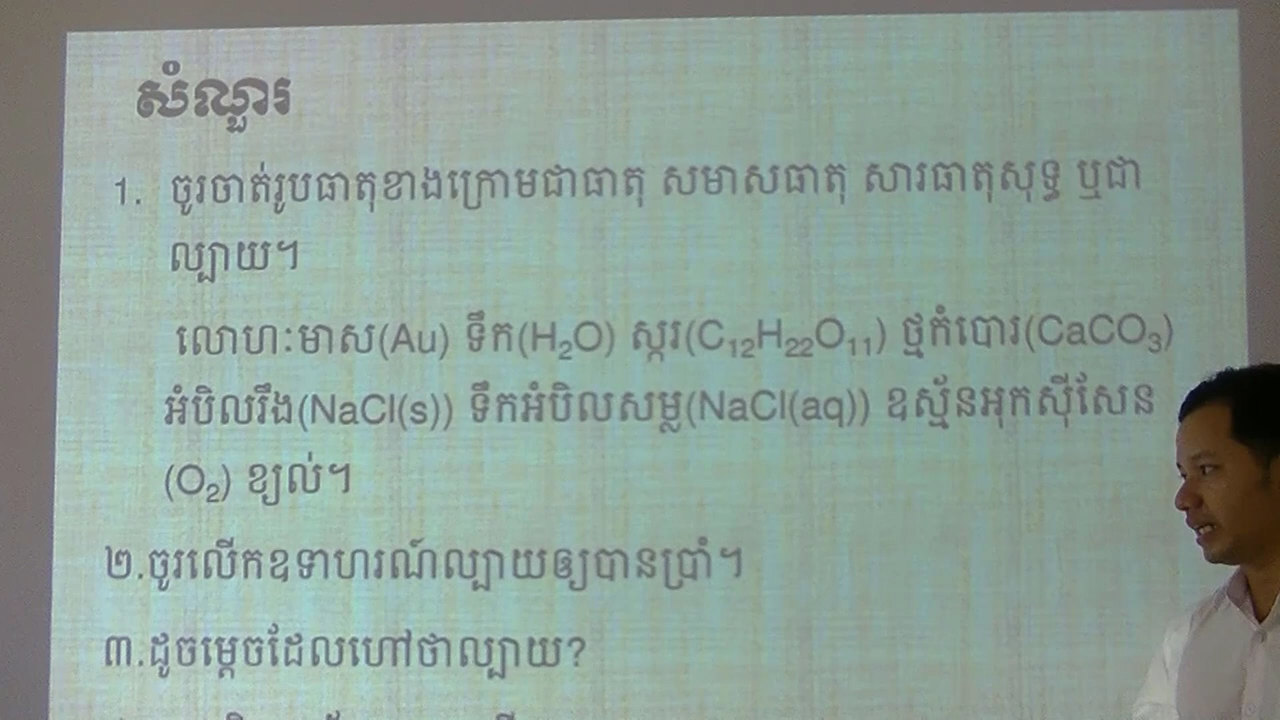 សំណួរ
1. ចូរចាត់រូបធាតុខាងក្រោមជាធាតុ សមាសធាតុ សារធាតុសុទ្ធ ឬជា
ល្បាយ។
លោហៈមាស(Au) ទឹក(H₂O) ស្ករ(C₁₂H₂₂O₁₁) ថ្មកំបោរ(CaCO₃)
អំបិលរឹង(NaCl(s)) ទឹកអំបិលសម្ល(NaCl(aq)) ឧស្ម័នអុកស៊ីសែន
(O₂) ខ្យល់។
២.ចូរលើកឧទាហរណ៍ល្បាយឲ្យបានប្រាំ។
៣.ដូចម្តេចដែលហៅថាល្បាយ?